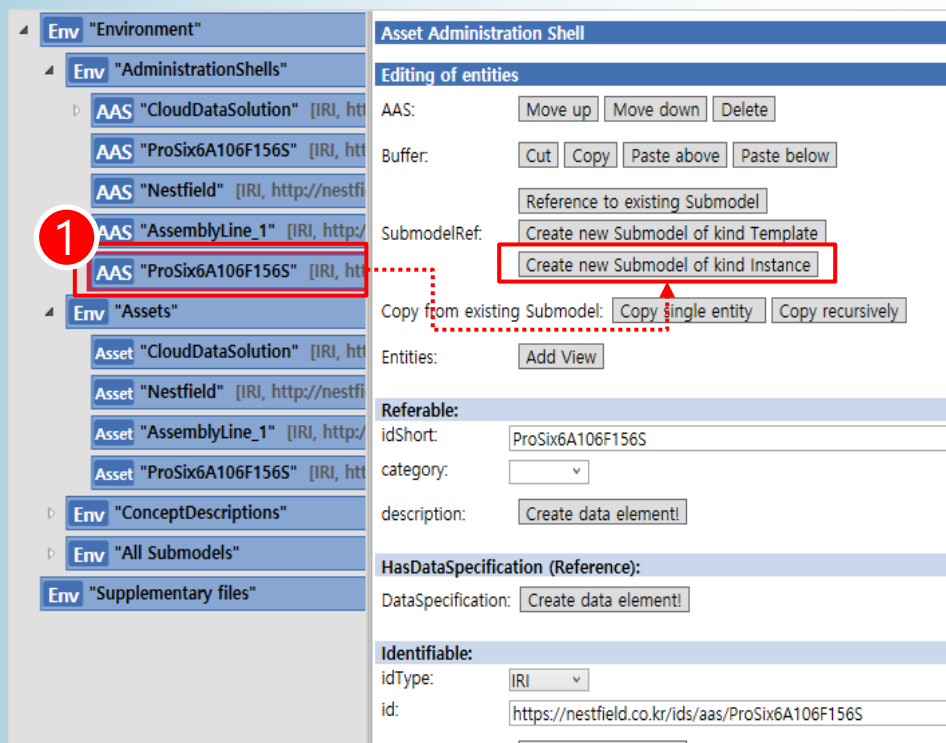 Env "Environment"
Env "AdministrationShells"
AAS "CloudDataSolution" [IRI, htt
AAS "ProSix6A106F156S" [IRI, htt
AAS "Nestfield" [IRI, http://nestfi
AAS "AssemblyLine_1" [IRI, http:/
1
AAS "ProSix6A106F156S" [IRI, htt
Env "Assets"
Asset "CloudDataSolution" [IRI, htt
Asset "Nestfield" [IRI, http://nestfi
Asset "AssemblyLine_1" [IRI, http:/
Asset "ProSix6A106F156S" [IRI, htt
Env "ConceptDescriptions"
Env "All Submodels"
Env "Supplementary files"
Asset Administration Shell
Editing of entities
AAS: Move up Move down Delete
Buffer: Cut Copy Paste above Paste below
Reference to existing Submodel
SubmodelRef: Create new Submodel of kind Template
Create new Submodel of kind Instance
Copy from existing Submodel: Copy single entity Copy recursively
Entities: Add View
Referable:
idShort: ProSix6A106F156S
category:
description: Create data element!
HasDataSpecification (Reference):
DataSpecification: Create data element!
Identifiable:
idType: IRI
id: https://nestfield.co.kr/ids/aas/ProSix6A106F156S